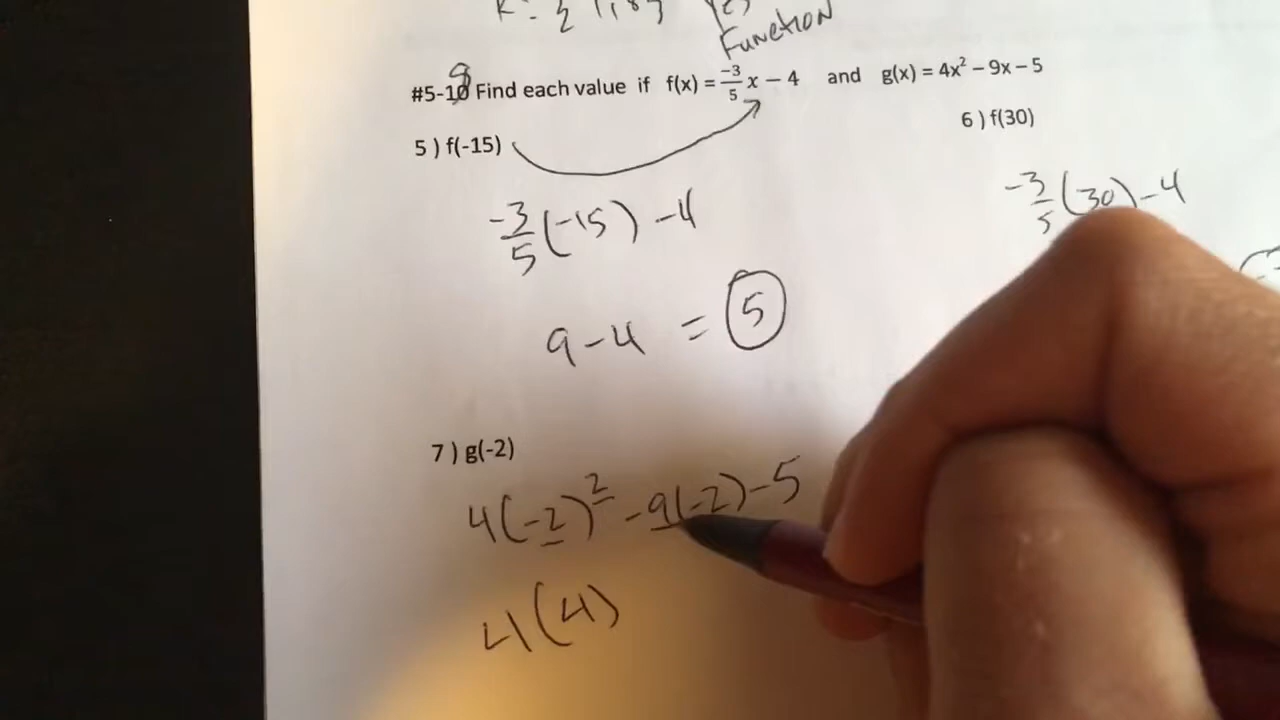 Function
#5-8 Find each value if f(x) = -3/5 x - 4 and g(x) = 4x² - 9x - 5
5 ) f(-15)
6 ) f(30)
-3/5 (-15) - 4
-3/5 (30) - 4
9 - 4 = 5
7 ) g(-2)
4(-2)² - 9(-2) - 5
4(4)